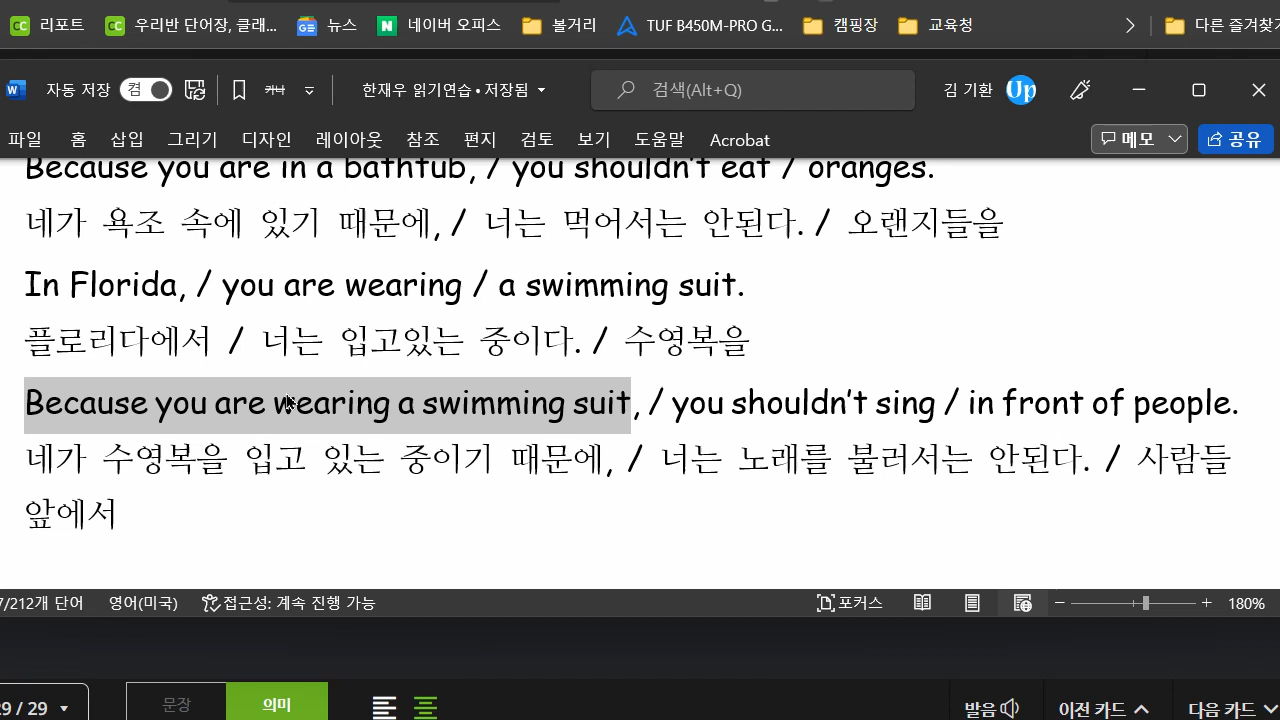 리포트 우리반 단어장, 클래... 뉴스 네이버 오피스 볼거리 TUF B450M-PRO G... 캠핑장 교육청 다른 즐겨찾기
자동 저장 켬 가나 한재우 읽기연습 • 저장됨 검색(Alt+Q) 김 기환 Up
파일 홈 삽입 그리기 디자인 레이아웃 참조 편지 검토 보기 도움말 Acrobat 메모 공유
Because you are in a bathtub, / you shouldn't eat / oranges.
네가 욕조 속에 있기 때문에, / 너는 먹어서는 안된다. / 오랜지들을
In Florida, / you are wearing / a swimming suit.
플로리다에서 / 너는 입고있는 중이다. / 수영복을
Because you are wearing a swimming suit, / you shouldn't sing / in front of people.
네가 수영복을 입고 있는 중이기 때문에, / 너는 노래를 불러서는 안된다. / 사람들
앞에서
7/212개 단어 영어(미국) 접근성: 계속 진행 가능 포커스 180%
29 / 29 문장 의미 발음 이전 카드 다음 카드